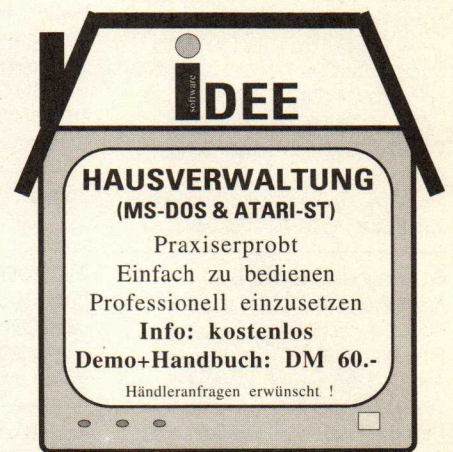 software
iDEE
HAUSVERWALTUNG
(MS-DOS & ATARI-ST)
Praxiserprobt
Einfach zu bedienen
Professionell einzusetzen
Info: kostenlos
Demo+Handbuch: DM 60.-
Händleranfragen erwünscht !